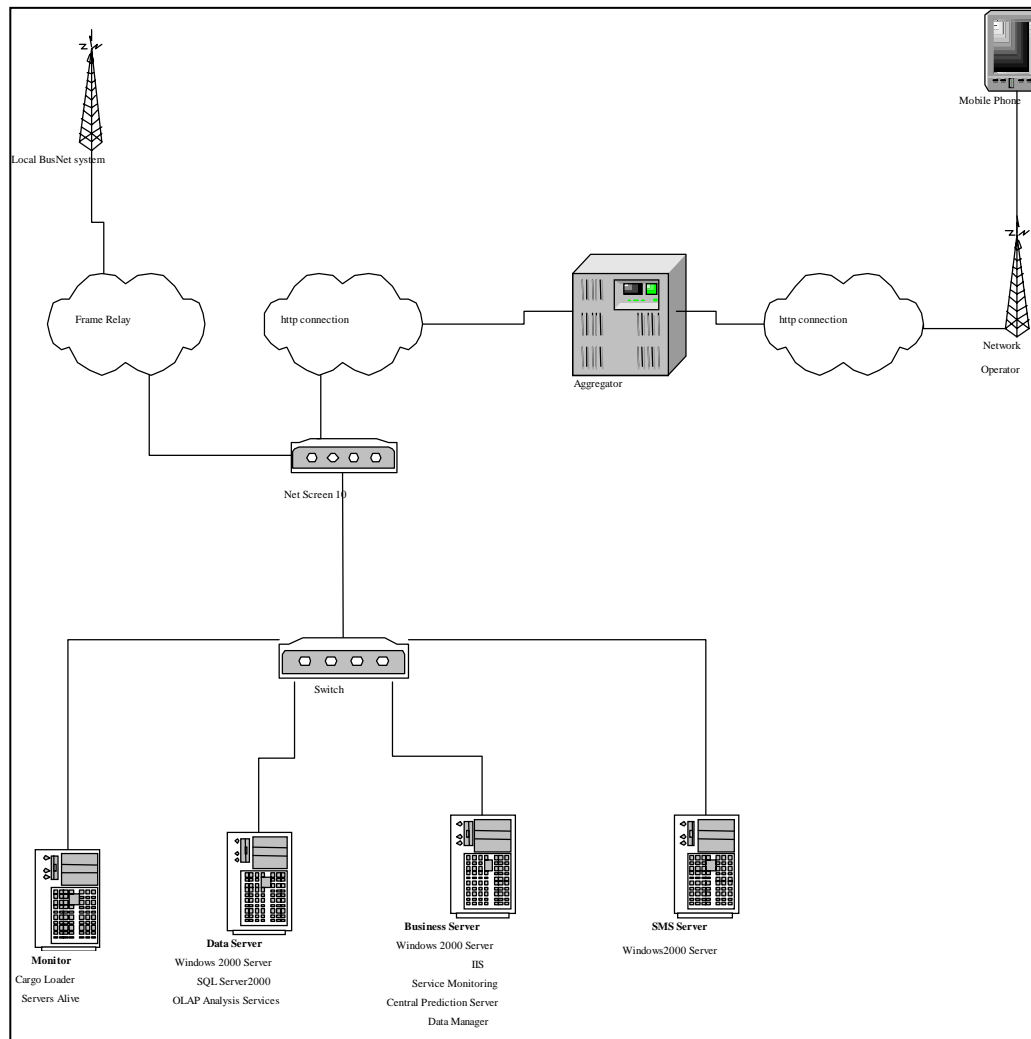 Mobile Phone
Local BusNet system
Frame Relay
http connection
http connection
Network
Operator
Aggregator
Net Screen 10
Switch
Monitor
Cargo Loader
Servers Alive
Data Server
Windows 2000 Server
SQL Server2000
OLAP Analysis Services
Business Server
Windows 2000 Server
IIS
Service Monitoring
Central Prediction Server
Data Manager
SMS Server
Windows2000 Server